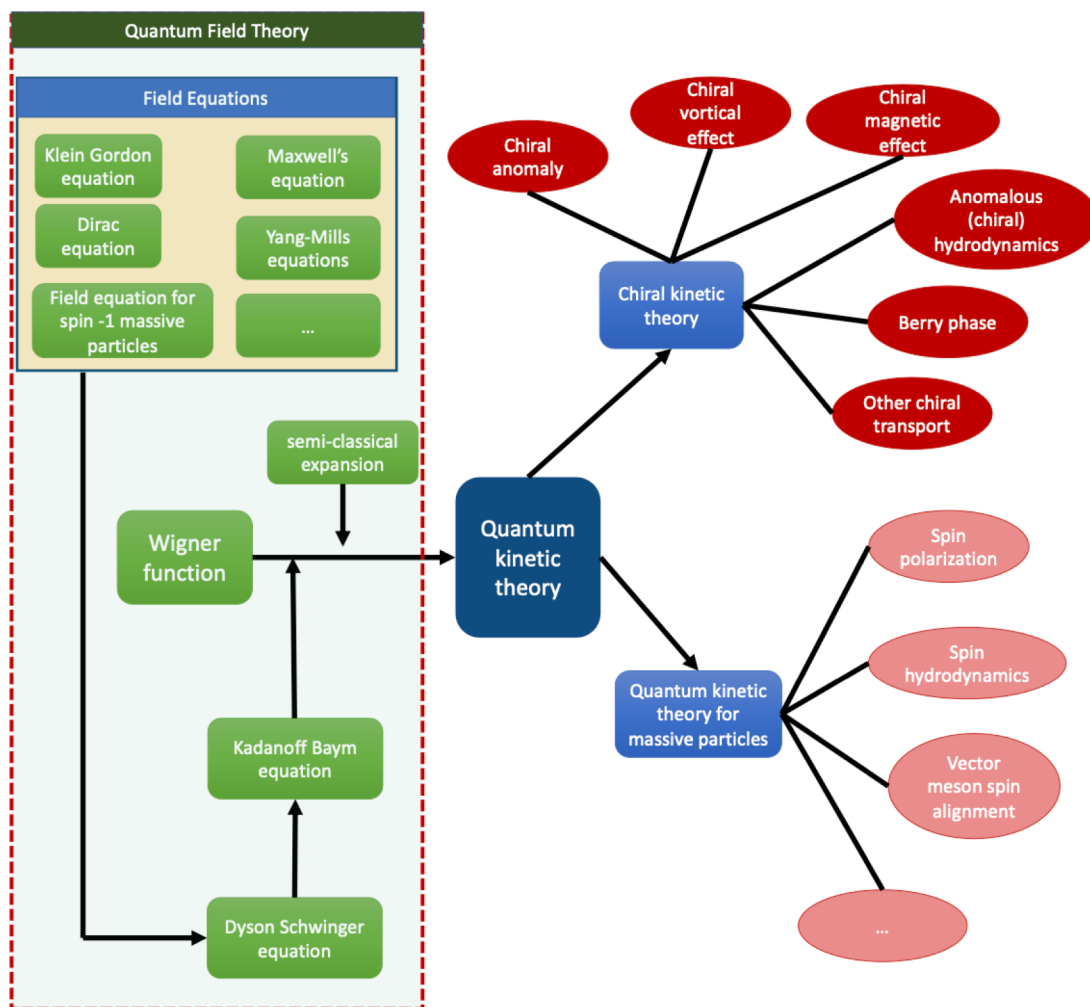 Quantum Field Theory
Field Equations
Klein Gordon
equation
Maxwell's
equation
Dirac
equation
Yang-Mills
equations
Field equation for
spin -1 massive
particles
...
semi-classical
expansion
Wigner
function
Kadanoff Baym
equation
Dyson Schwinger
equation
Quantum
kinetic
theory
Chiral kinetic
theory
Chiral
anomaly
Chiral
vortical
effect
Chiral
magnetic
effect
Anomalous
(chiral)
hydrodynamics
Berry phase
Other chiral
transport
Quantum kinetic
theory for
massive particles
Spin
polarization
Spin
hydrodynamics
Vector
meson spin
alignment
...